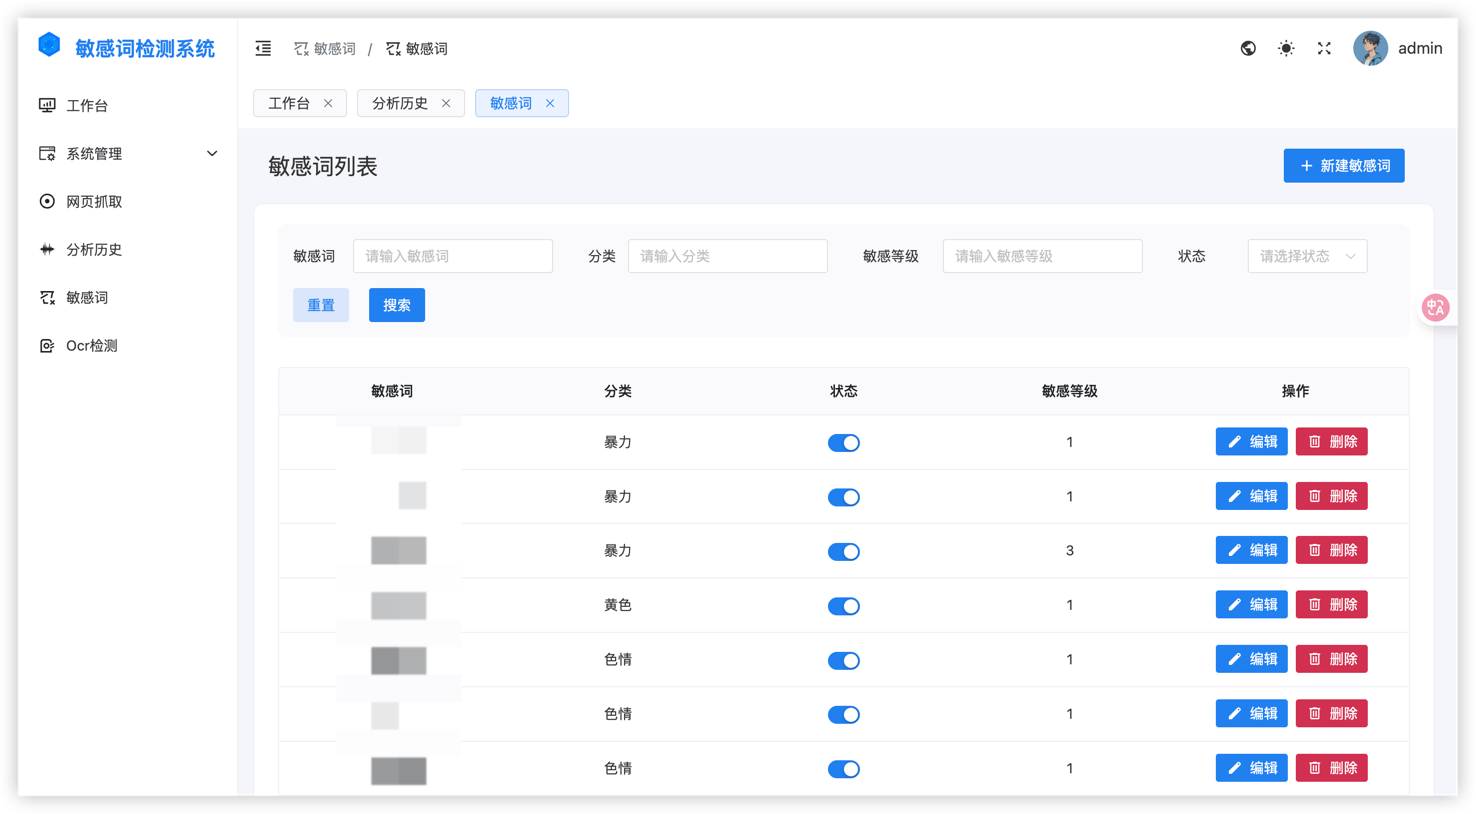 敏感词检测系统
敏感词 / 敏感词
admin
工作台
系统管理
网页抓取
分析历史
敏感词
Ocr检测
工作台 分析历史 敏感词
敏感词列表
新建敏感词
敏感词 请输入敏感词 分类 请输入分类 敏感等级 请输入敏感等级 状态 请选择状态
重置 搜索
中A
敏感词 分类 状态 敏感等级 操作
暴力 1 编辑 删除
暴力 1 编辑 删除
暴力 3 编辑 删除
黄色 1 编辑 删除
色情 1 编辑 删除
色情 1 编辑 删除
色情 1 编辑 删除